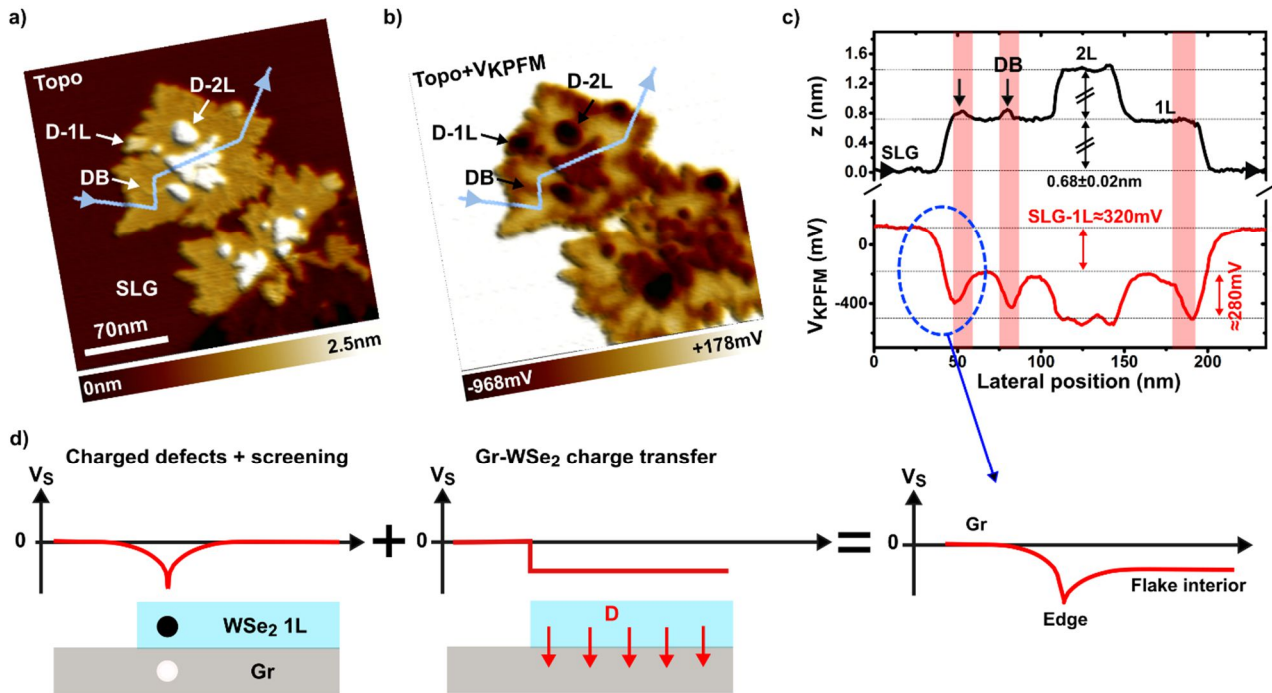 a)
Topo
D-2L
D-1L
DB
SLG
70nm
0nm
2.5nm
b)
Topo+VKPFM
D-2L
D-1L
DB
-968mV
+178mV
c)
z (nm)
1.6
1.2
0.8
0.4
0.0
SLG
DB
2L
1L
0.68±0.02nm
VKPFM (mV)
0
-400
SLG-1L≈320mV
≈280mV
0 50 100 150 200
Lateral position (nm)
d)
Charged defects + screening
VS
0
WSe2 1L
Gr
+
Gr-WSe2 charge transfer
VS
0
D
=
VS
0
Gr
Flake interior
Edge